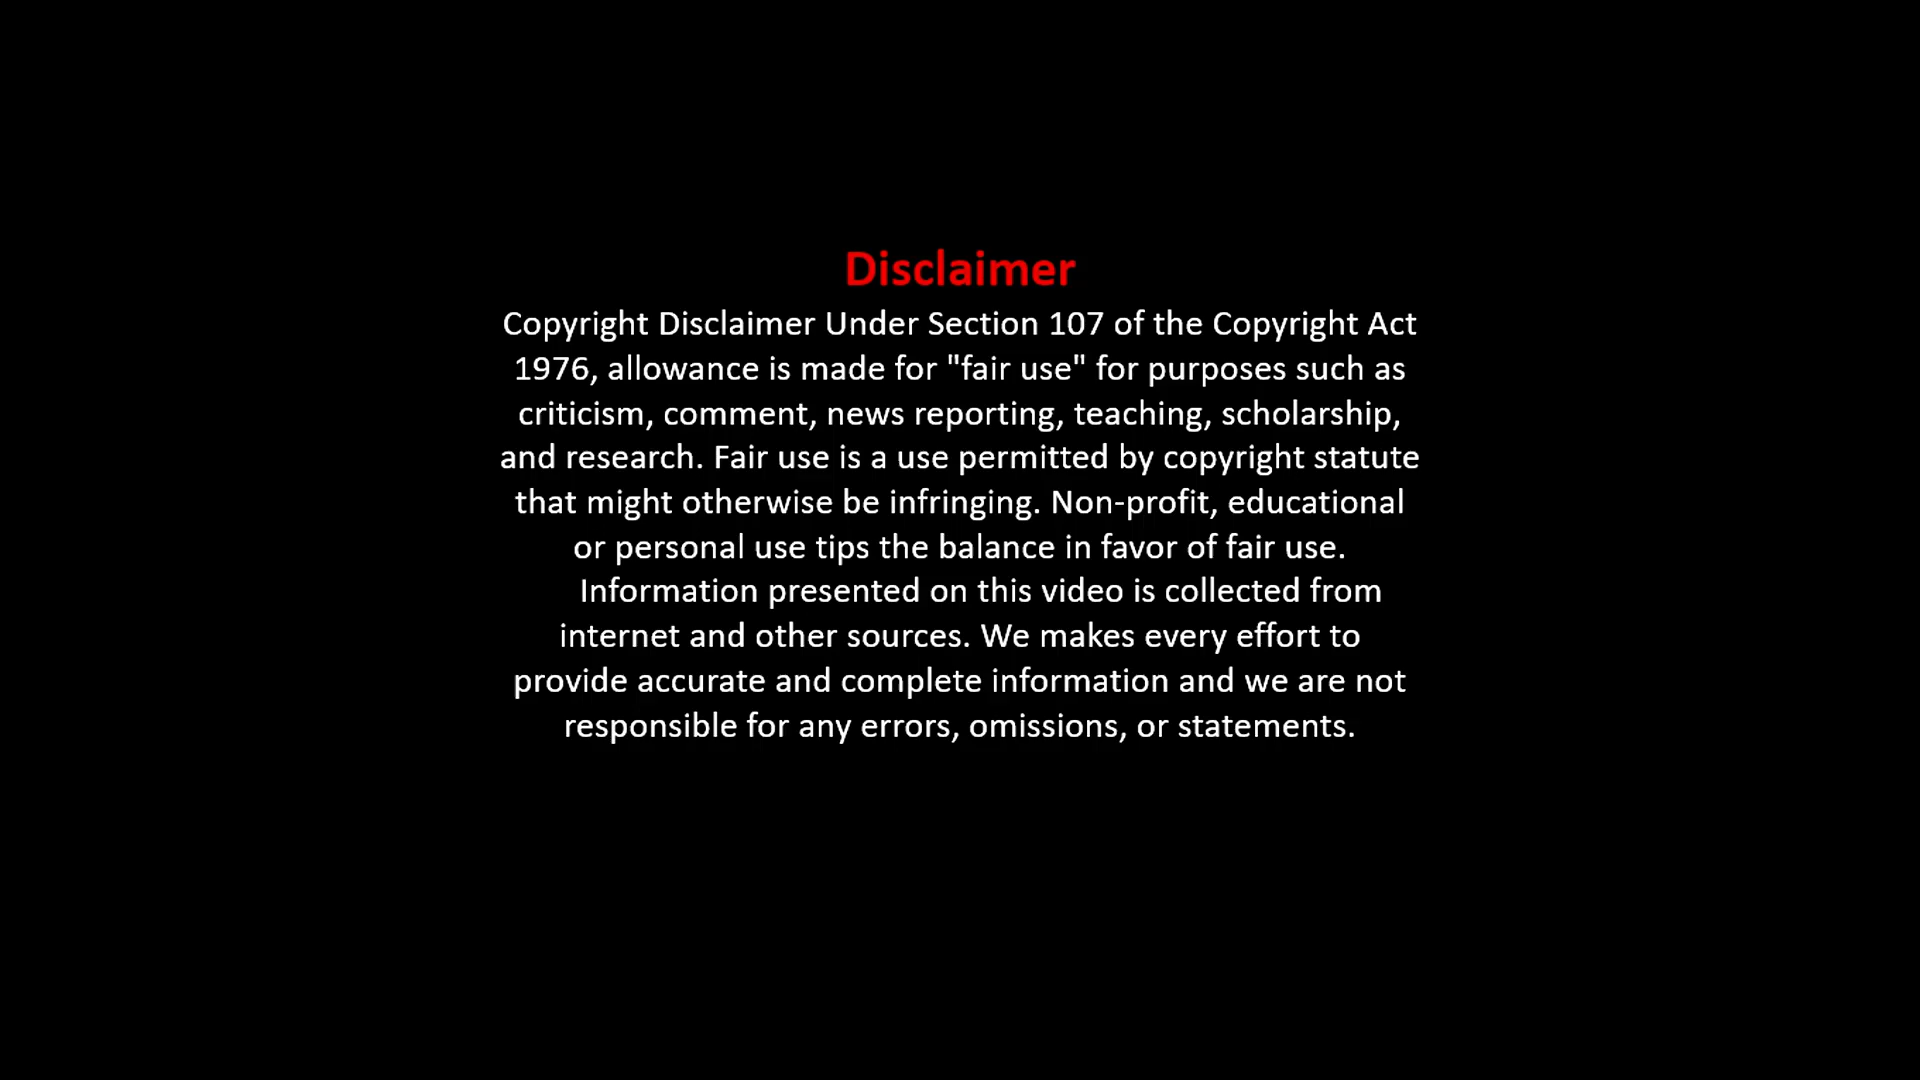 Disclaimer
Copyright Disclaimer Under Section 107 of the Copyright Act
1976, allowance is made for "fair use" for purposes such as
criticism, comment, news reporting, teaching, scholarship,
and research. Fair use is a use permitted by copyright statute
that might otherwise be infringing. Non-profit, educational
or personal use tips the balance in favor of fair use.
Information presented on this video is collected from
internet and other sources. We makes every effort to
provide accurate and complete information and we are not
responsible for any errors, omissions, or statements.